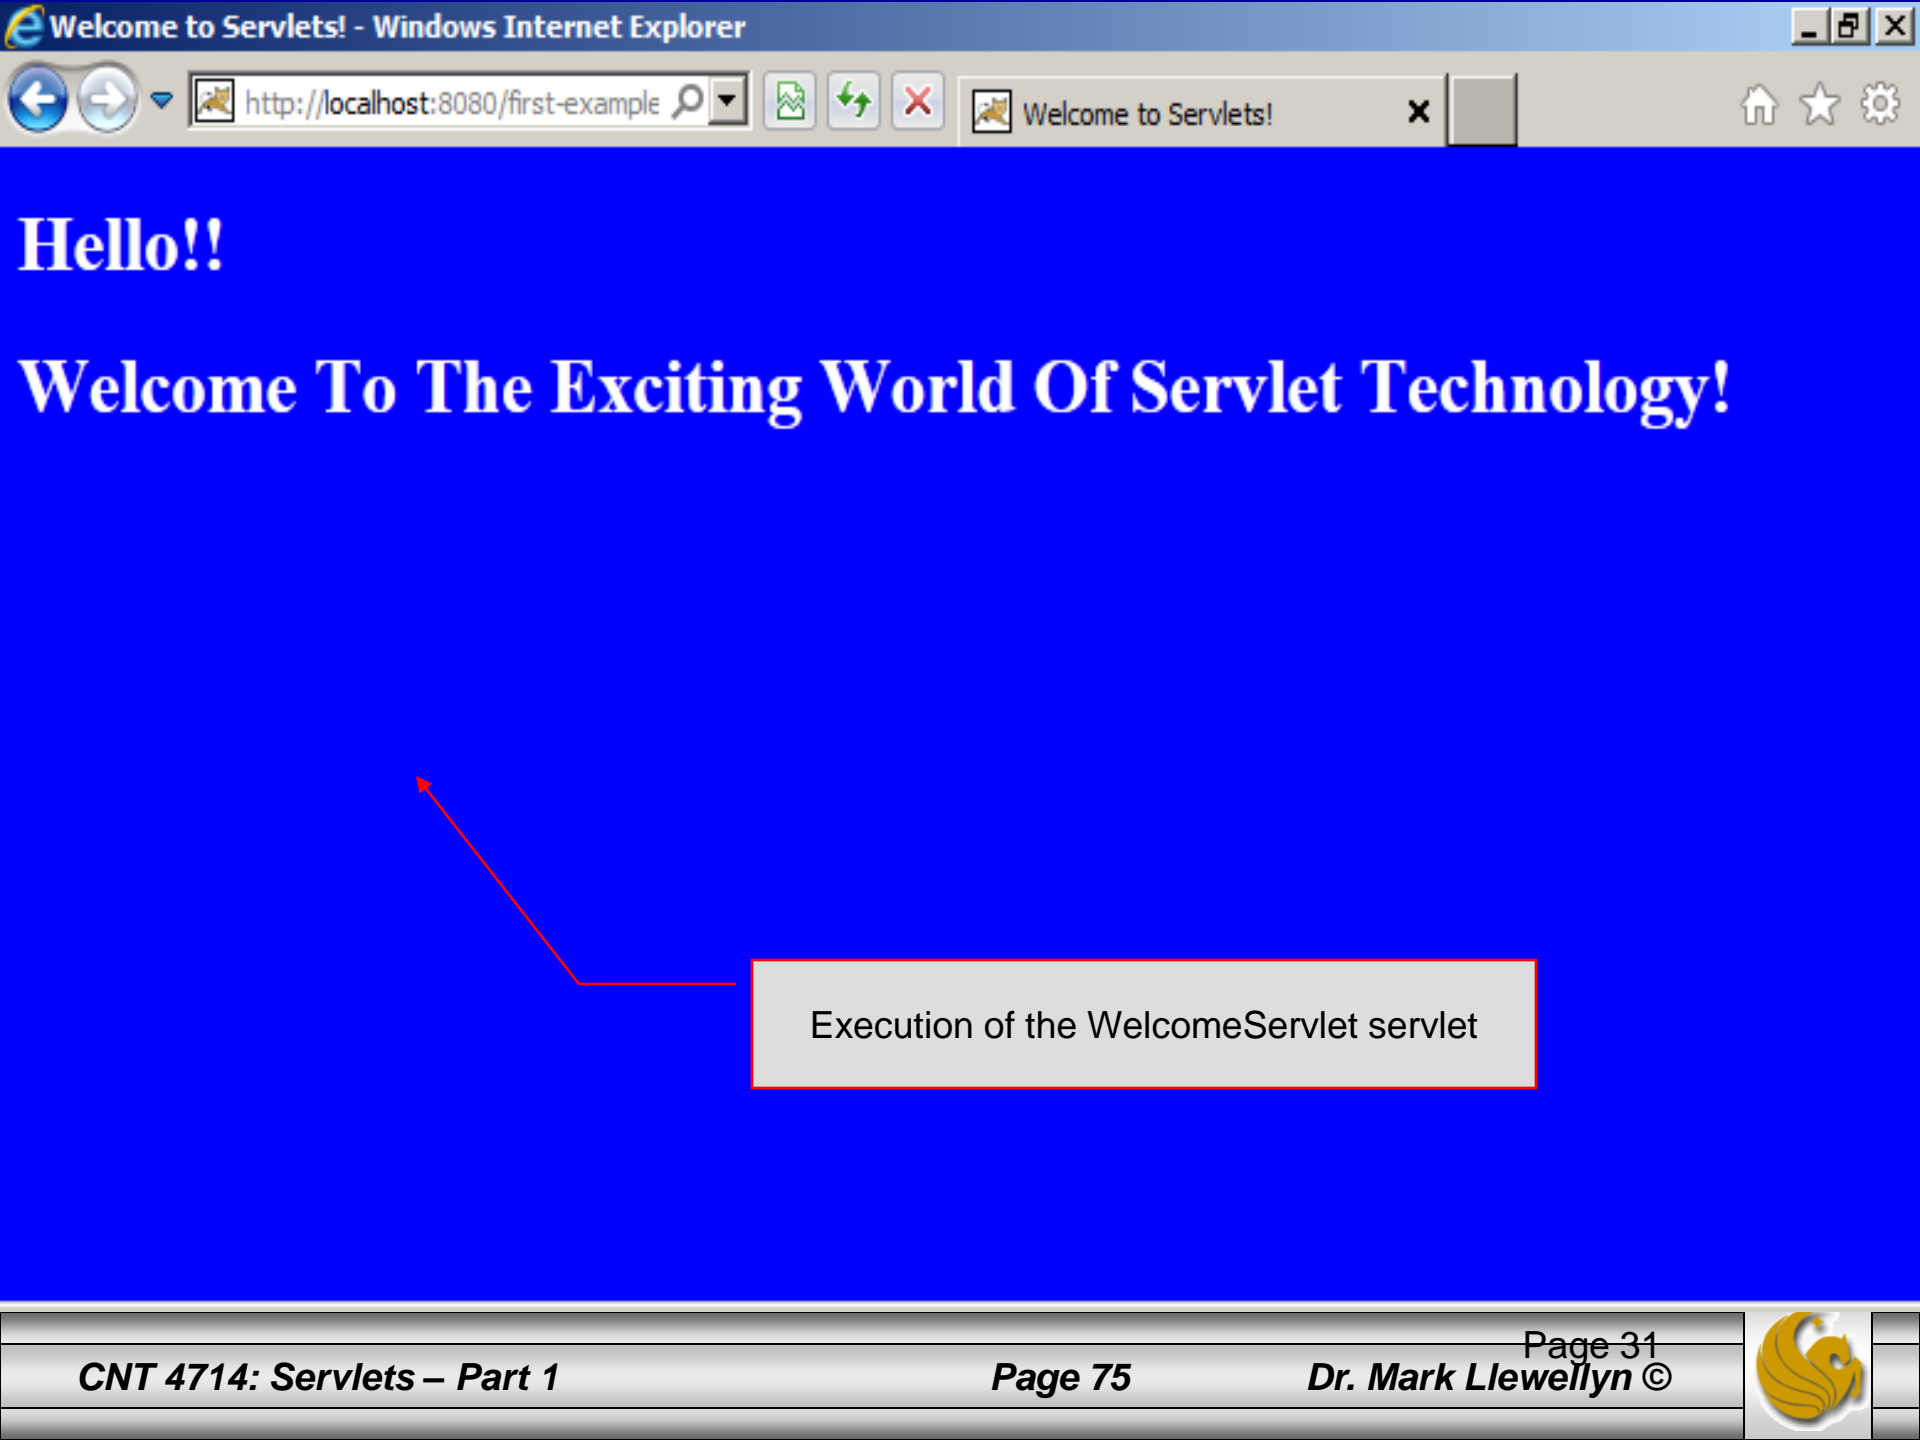 Welcome to Servlets! - Windows Internet Explorer
http://localhost:8080/first-example
Welcome to Servlets!
Hello!!
Welcome To The Exciting World Of Servlet Technology!
Execution of the WelcomeServlet servlet
Page 31
CNT 4714: Servlets – Part 1
Page 75
Dr. Mark Llewellyn ©